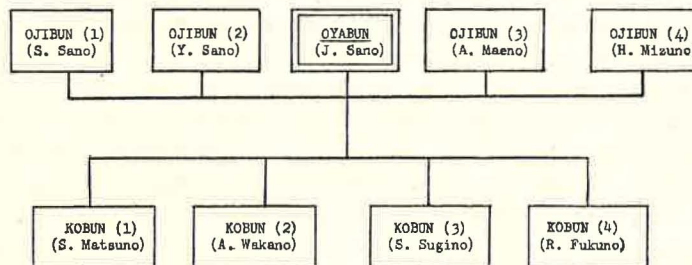 OJIBUN (1)
(S. Sano)
OJIBUN (2)
(Y. Sano)
OYABUN
(J. Sano)
OJIBUN (3)
(A. Maeno)
OJIBUN (4)
(H. Mizuno
KOBUN (1)
(S. Matsuno)
KOBUN (2)
(A. Wakano)
KOBUN (3)
(S. Sugino)
KOBUN (4)
(R. Fukuno)